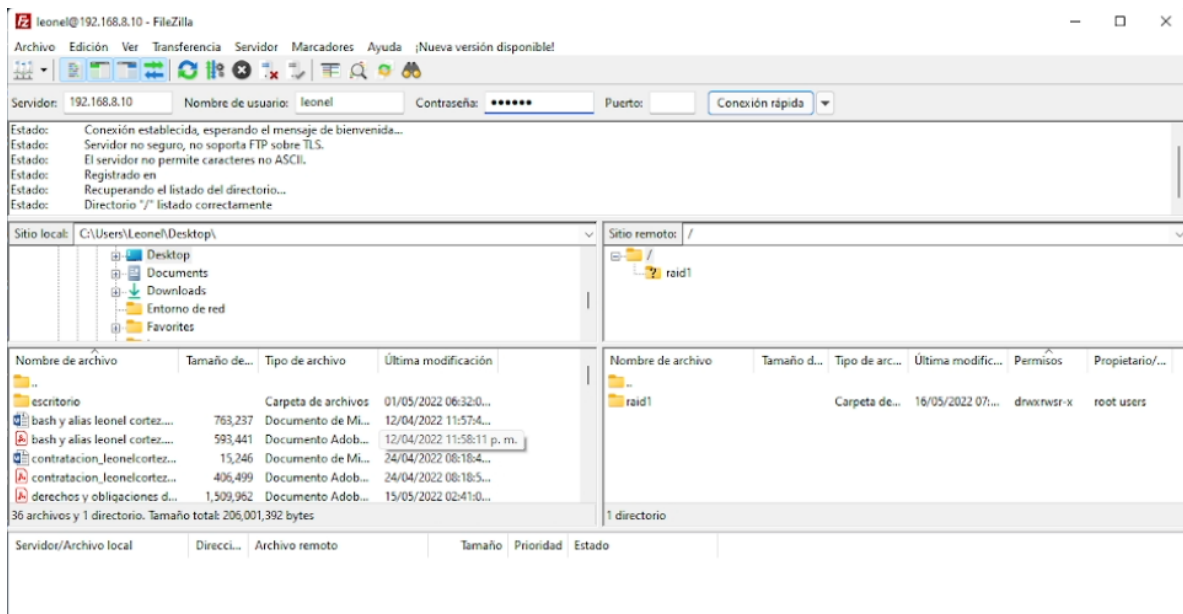 leonel@192.168.8.10 - FileZilla
Archivo Edición Ver Transferencia Servidor Marcadores Ayuda ¡Nueva versión disponible!
Servidor: 192.168.8.10 Nombre de usuario: leonel Contraseña: •••••• Puerto: Conexión rápida
Estado: Conexión establecida, esperando el mensaje de bienvenida...
Estado: Servidor no seguro, no soporta FTP sobre TLS.
Estado: El servidor no permite caracteres no ASCII.
Estado: Registrado en
Estado: Recuperando el listado del directorio...
Estado: Directorio "/" listado correctamente
Sitio local: C:\Users\Leonel\Desktop\
Desktop
Documents
Downloads
Entorno de red
Favorites
Sitio remoto: /
/
raid1
Nombre de archivo Tamaño de... Tipo de archivo Última modificación
..
escritorio Carpeta de archivos 01/05/2022 06:32:0...
bash y alias leonel cortez.... 763,237 Documento de Mi... 12/04/2022 11:57:4...
bash y alias leonel cortez.... 593,441 Documento Adob... 12/04/2022 11:58:11 p. m.
contratacion_leonelcortez... 15,246 Documento de Mi... 24/04/2022 08:18:4...
contratacion_leonelcortez... 406,499 Documento Adob... 24/04/2022 08:18:5...
derechos y obligaciones d... 1,509,962 Documento Adob... 15/05/2022 02:41:0...
36 archivos y 1 directorio. Tamaño total: 206,001,392 bytes
Nombre de archivo Tamaño d... Tipo de arc... Última modific... Permisos Propietario/...
..
raid1 Carpeta de... 16/05/2022 07:... drwxrwsr-x root users
1 directorio
Servidor/Archivo local Direcci... Archivo remoto Tamaño Prioridad Estado